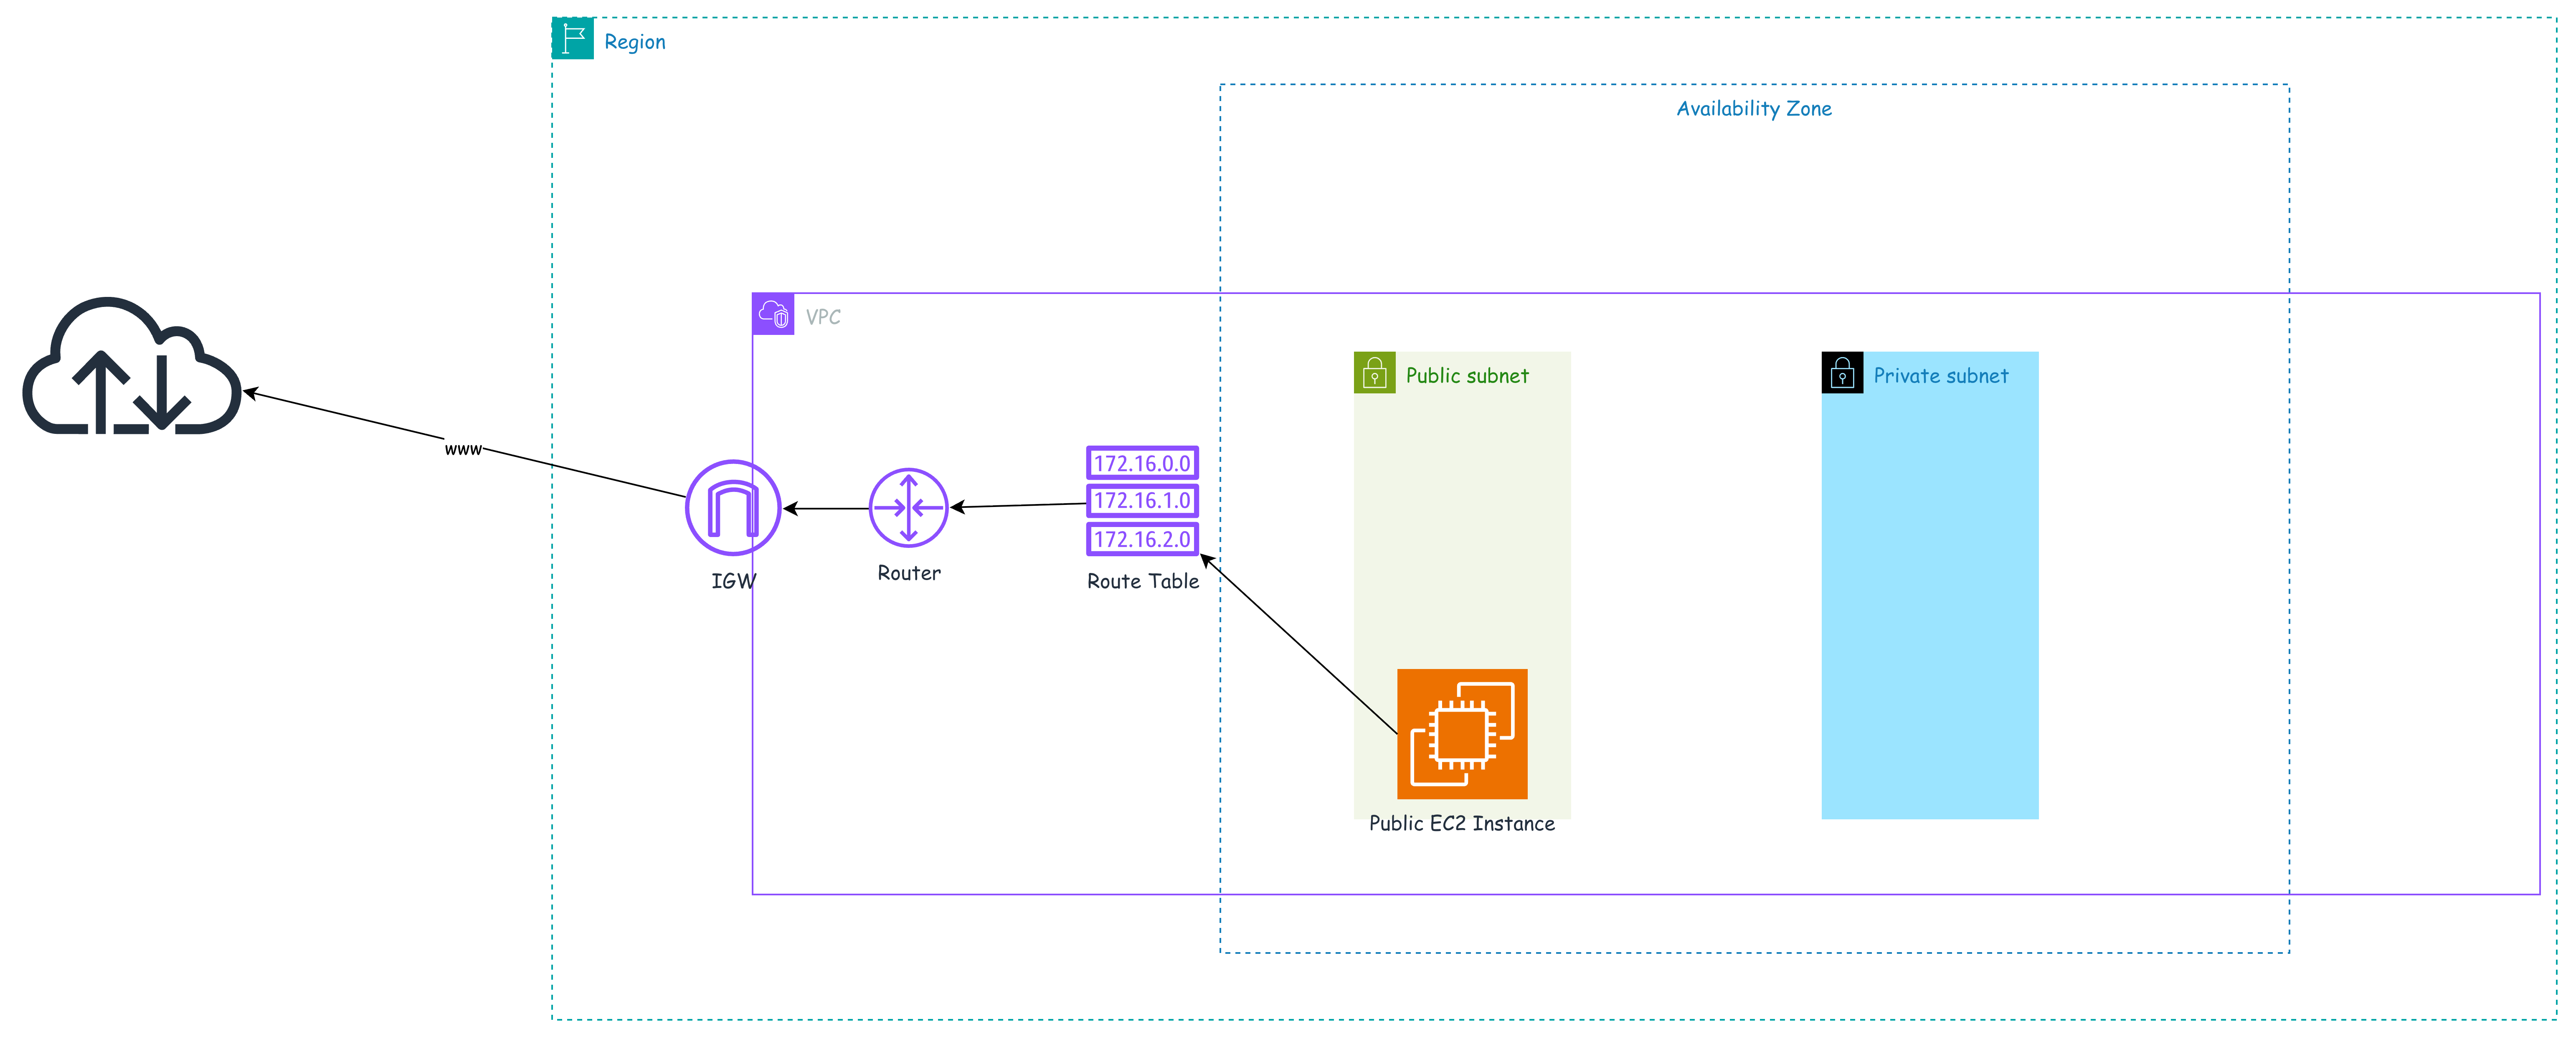 Region
Availability Zone
VPC
Public subnet
Private subnet
www
172.16.0.0
172.16.1.0
172.16.2.0
IGW
Router
Route Table
Public EC2 Instance